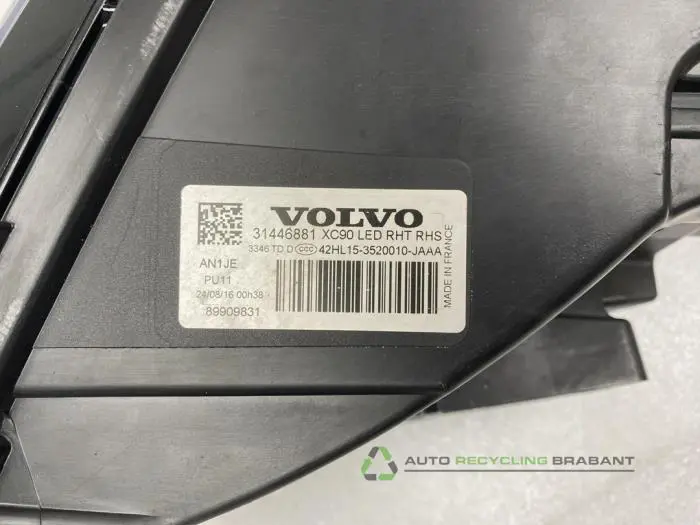 VOLVO
31446881 XC90 LED RHT RHS
3346 TD D CCC 42HL15-3520010-JAAA
AN1JE
PU11
24/08/16 00h38
89909831
MADE IN FRANCE
AUTO RECYCLING BRABANT